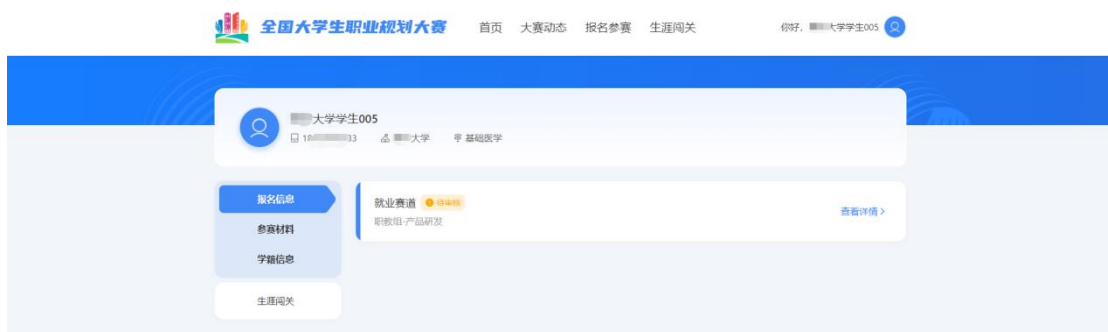 全国大学生职业规划大赛 首页 大赛动态 报名参赛 生涯闯关 你好, 大学学生005
大学学生005
18 33 大学 基础医学
报名信息
就业赛道 待审核
职教组-产品研发
查看详情 >
参赛材料
学籍信息
生涯闯关